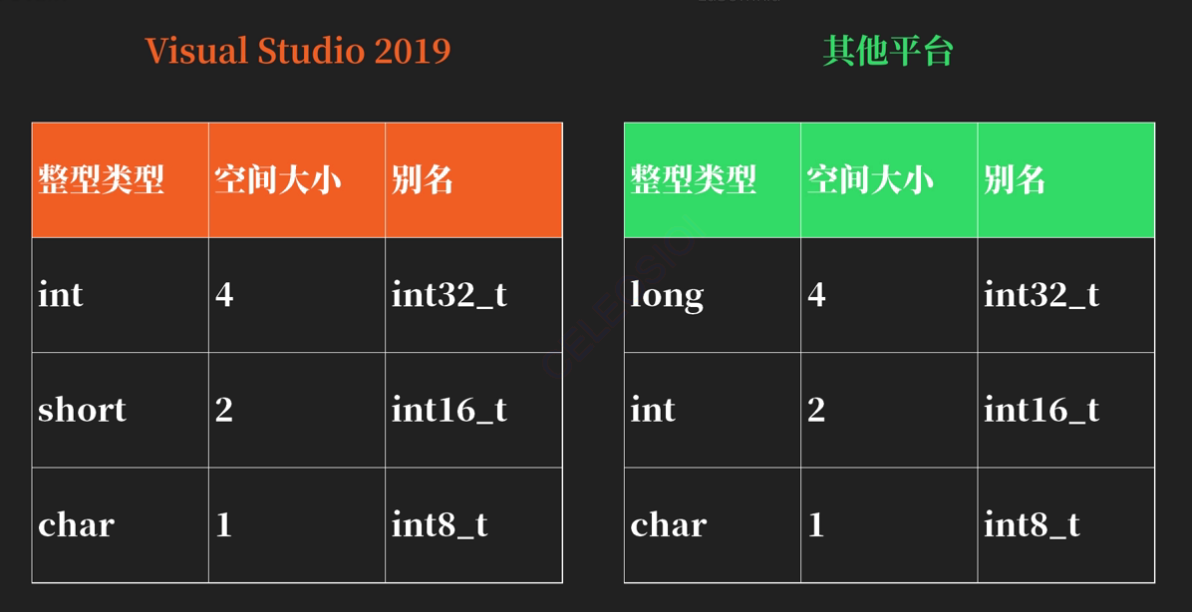 Visual Studio 2019
其他平台
整型类型 空间大小 别名
int 4 int32_t
short 2 int16_t
char 1 int8_t
整型类型 空间大小 别名
long 4 int32_t
int 2 int16_t
char 1 int8_t